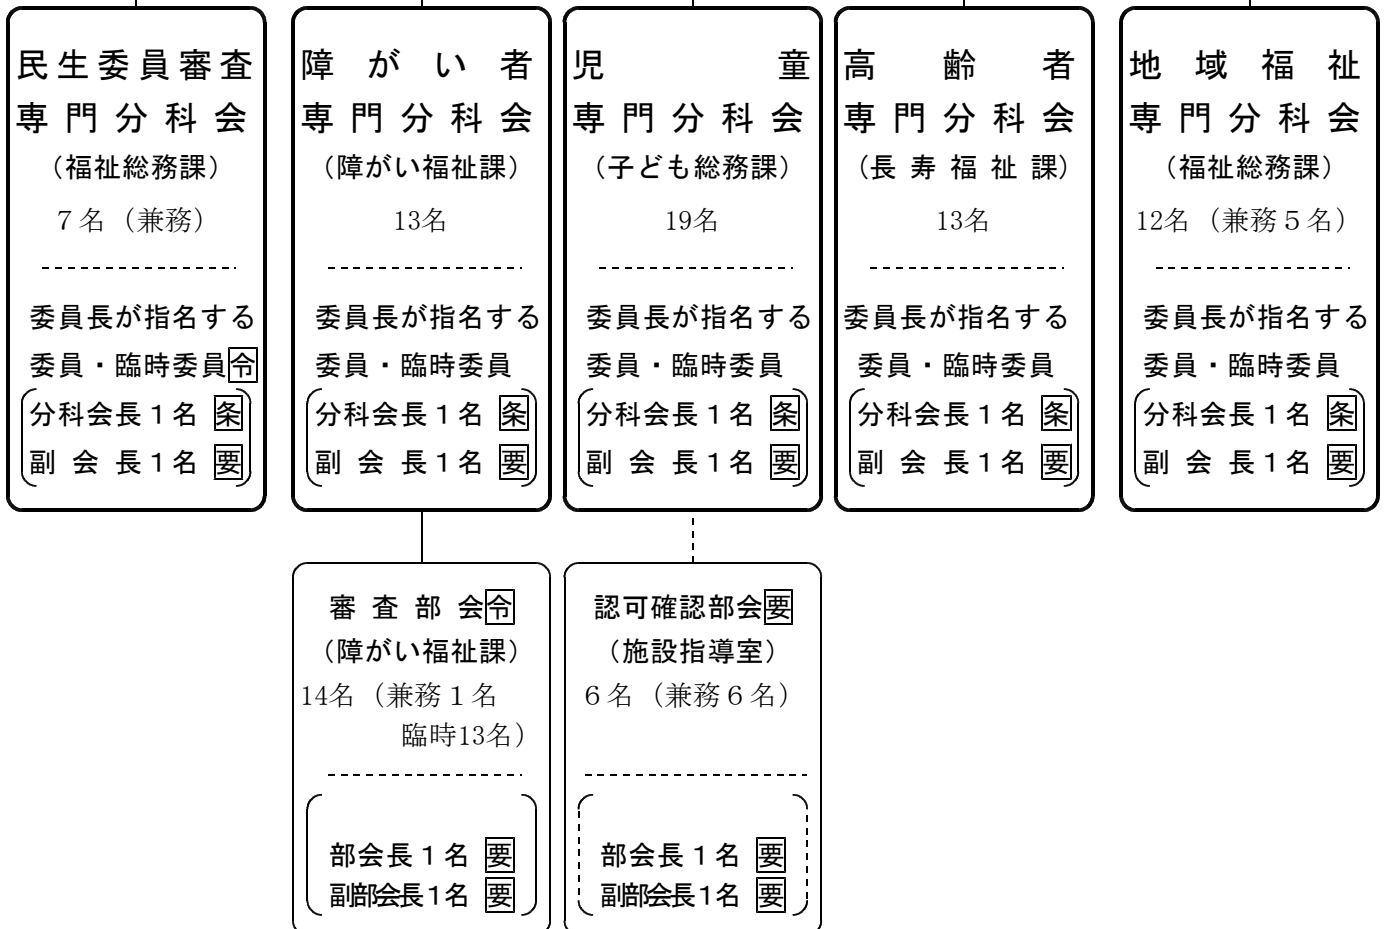 民生委員審査
専門分科会
（福祉総務課）
７名（兼務）
委員長が指名する
委員・臨時委員令
分科会長１名 条
副会長１名 要
障がい者
専門分科会
（障がい福祉課）
13名
委員長が指名する
委員・臨時委員
分科会長１名 条
副会長１名 要
児童
専門分科会
（子ども総務課）
19名
委員長が指名する
委員・臨時委員
分科会長１名 条
副会長１名 要
高齢者
専門分科会
（長寿福祉課）
13名
委員長が指名する
委員・臨時委員
分科会長１名 条
副会長１名 要
地域福祉
専門分科会
（福祉総務課）
12名（兼務５名）
委員長が指名する
委員・臨時委員
分科会長１名 条
副会長１名 要
審査部会令
（障がい福祉課）
14名（兼務１名
臨時13名）
部会長１名 要
副部会長１名 要
認可確認部会要
（施設指導室）
６名（兼務６名）
部会長１名 要
副部会長１名 要